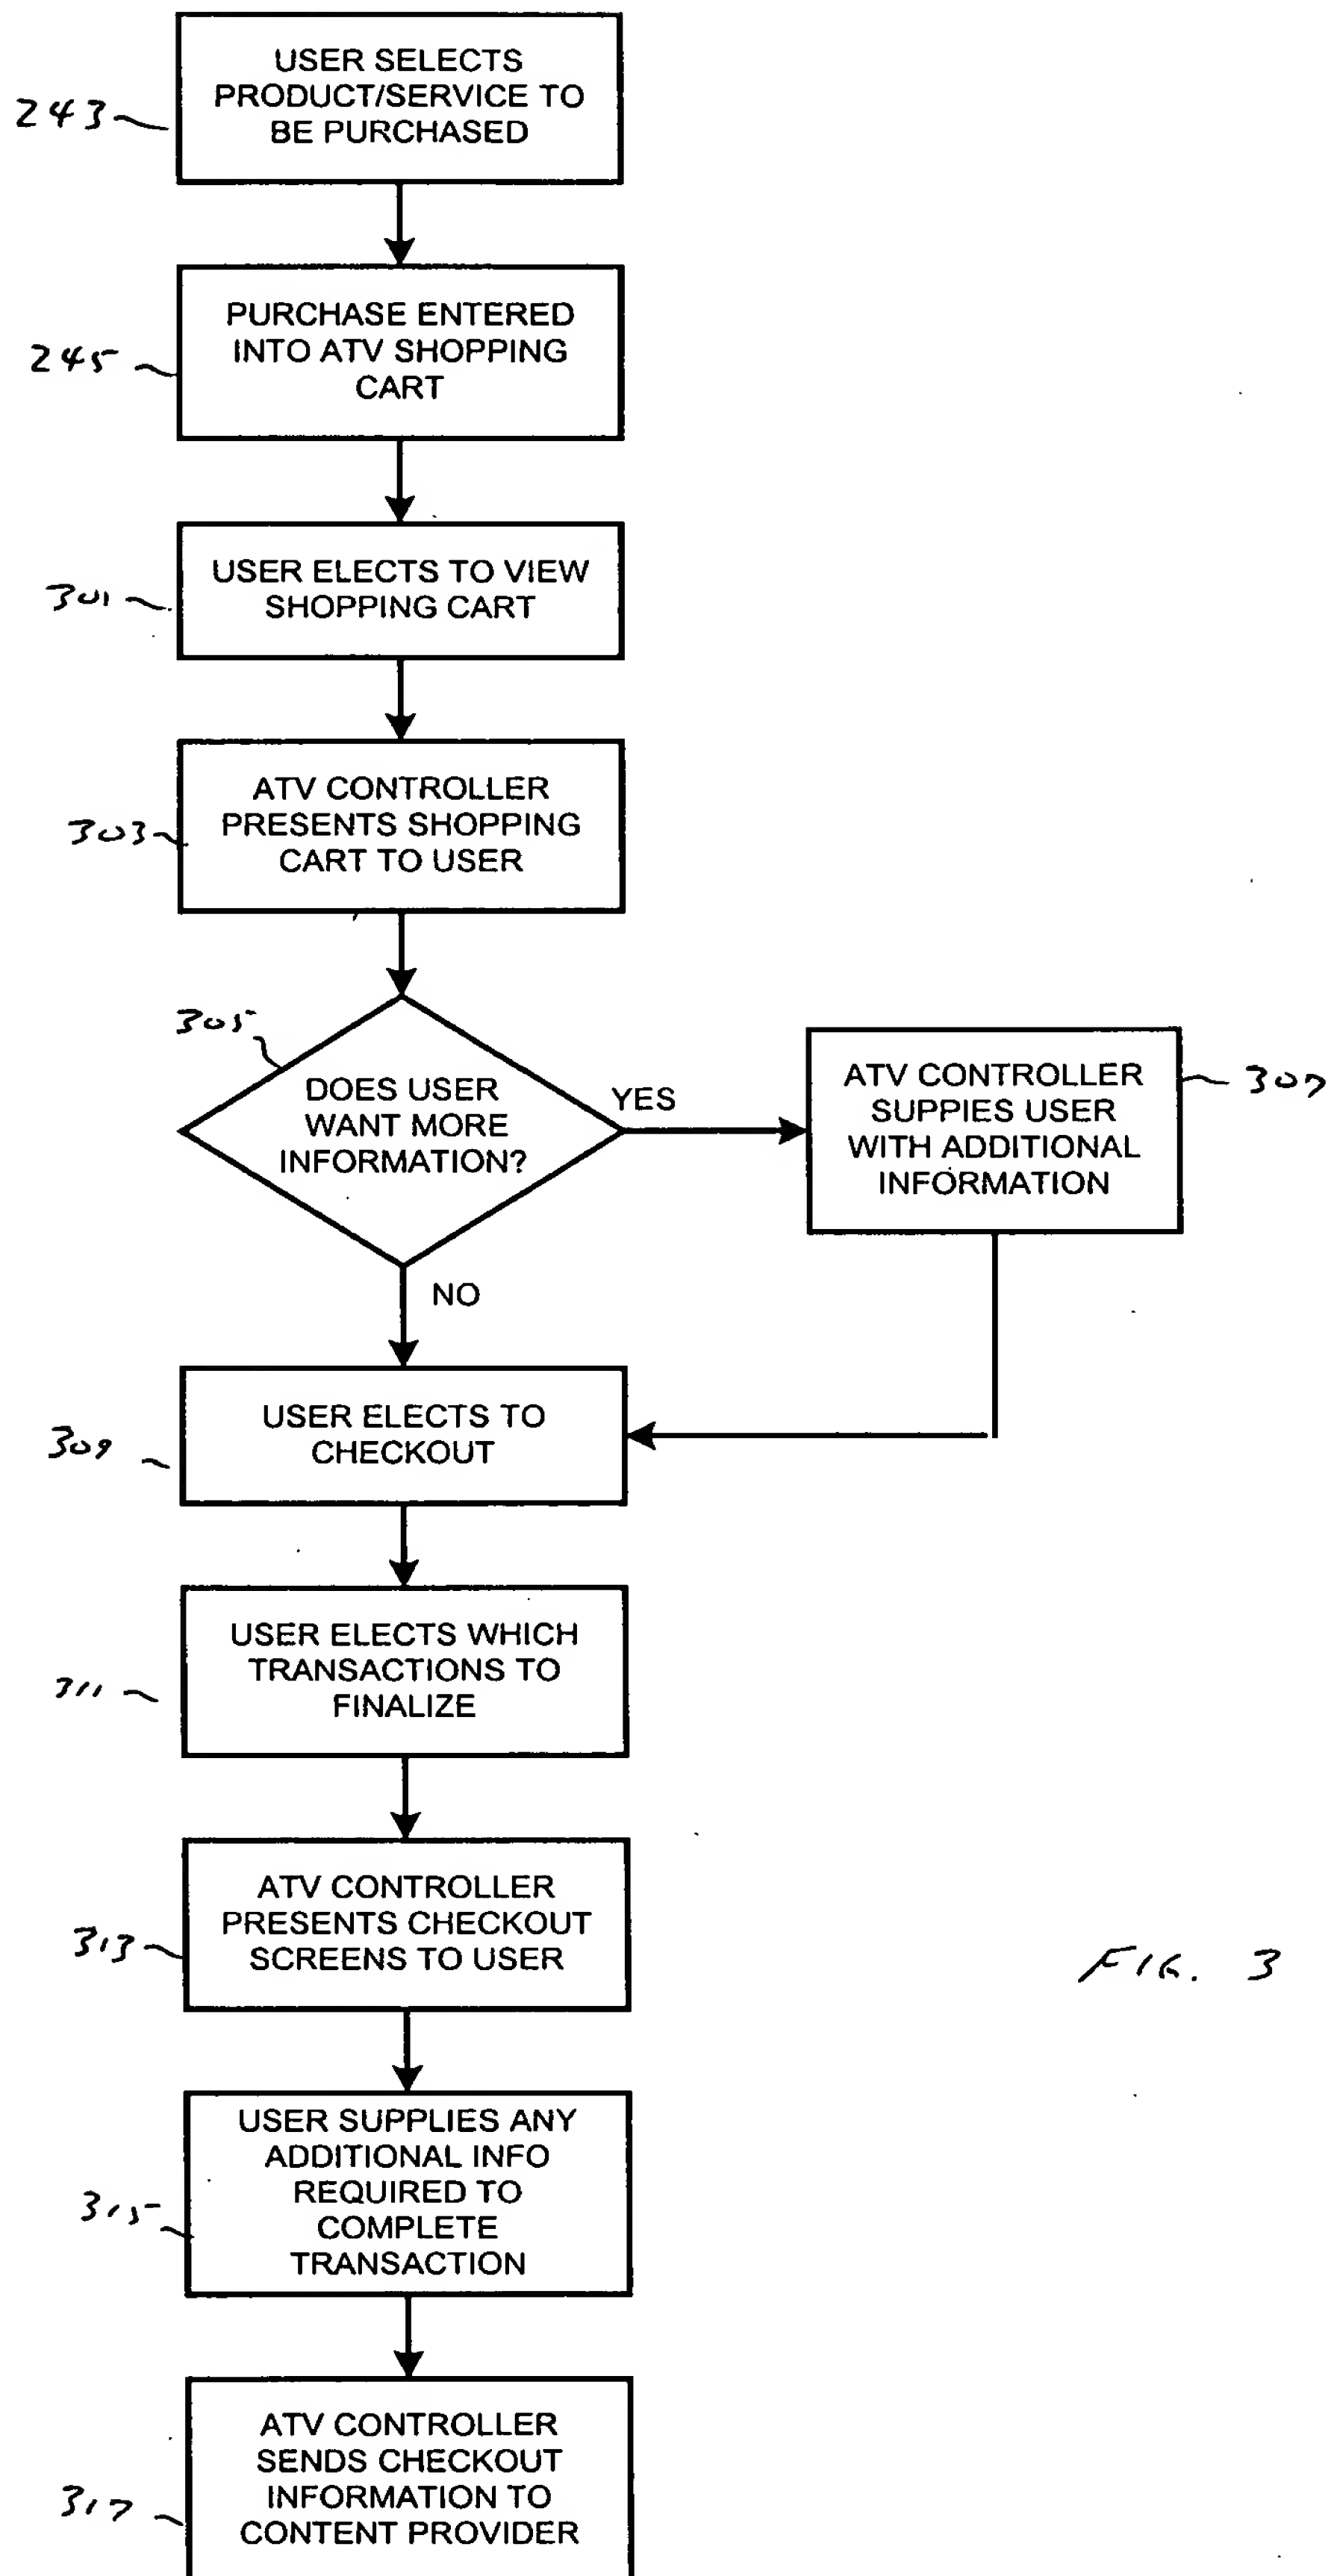 USER SELECTS
PRODUCT/SERVICE TO
BE PURCHASED
243
PURCHASE ENTERED
INTO ATV SHOPPING
CART
245
USER ELECTS TO VIEW
SHOPPING CART
301
ATV CONTROLLER
PRESENTS SHOPPING
CART TO USER
303
305
DOES USER
WANT MORE
INFORMATION?
YES
ATV CONTROLLER
SUPPIES USER
WITH ADDITIONAL
INFORMATION
307
NO
USER ELECTS TO
CHECKOUT
309
USER ELECTS WHICH
TRANSACTIONS TO
FINALIZE
311
ATV CONTROLLER
PRESENTS CHECKOUT
SCREENS TO USER
313
FIG. 3
USER SUPPLIES ANY
ADDITIONAL INFO
REQUIRED TO
COMPLETE
TRANSACTION
315
ATV CONTROLLER
SENDS CHECKOUT
INFORMATION TO
CONTENT PROVIDER
317